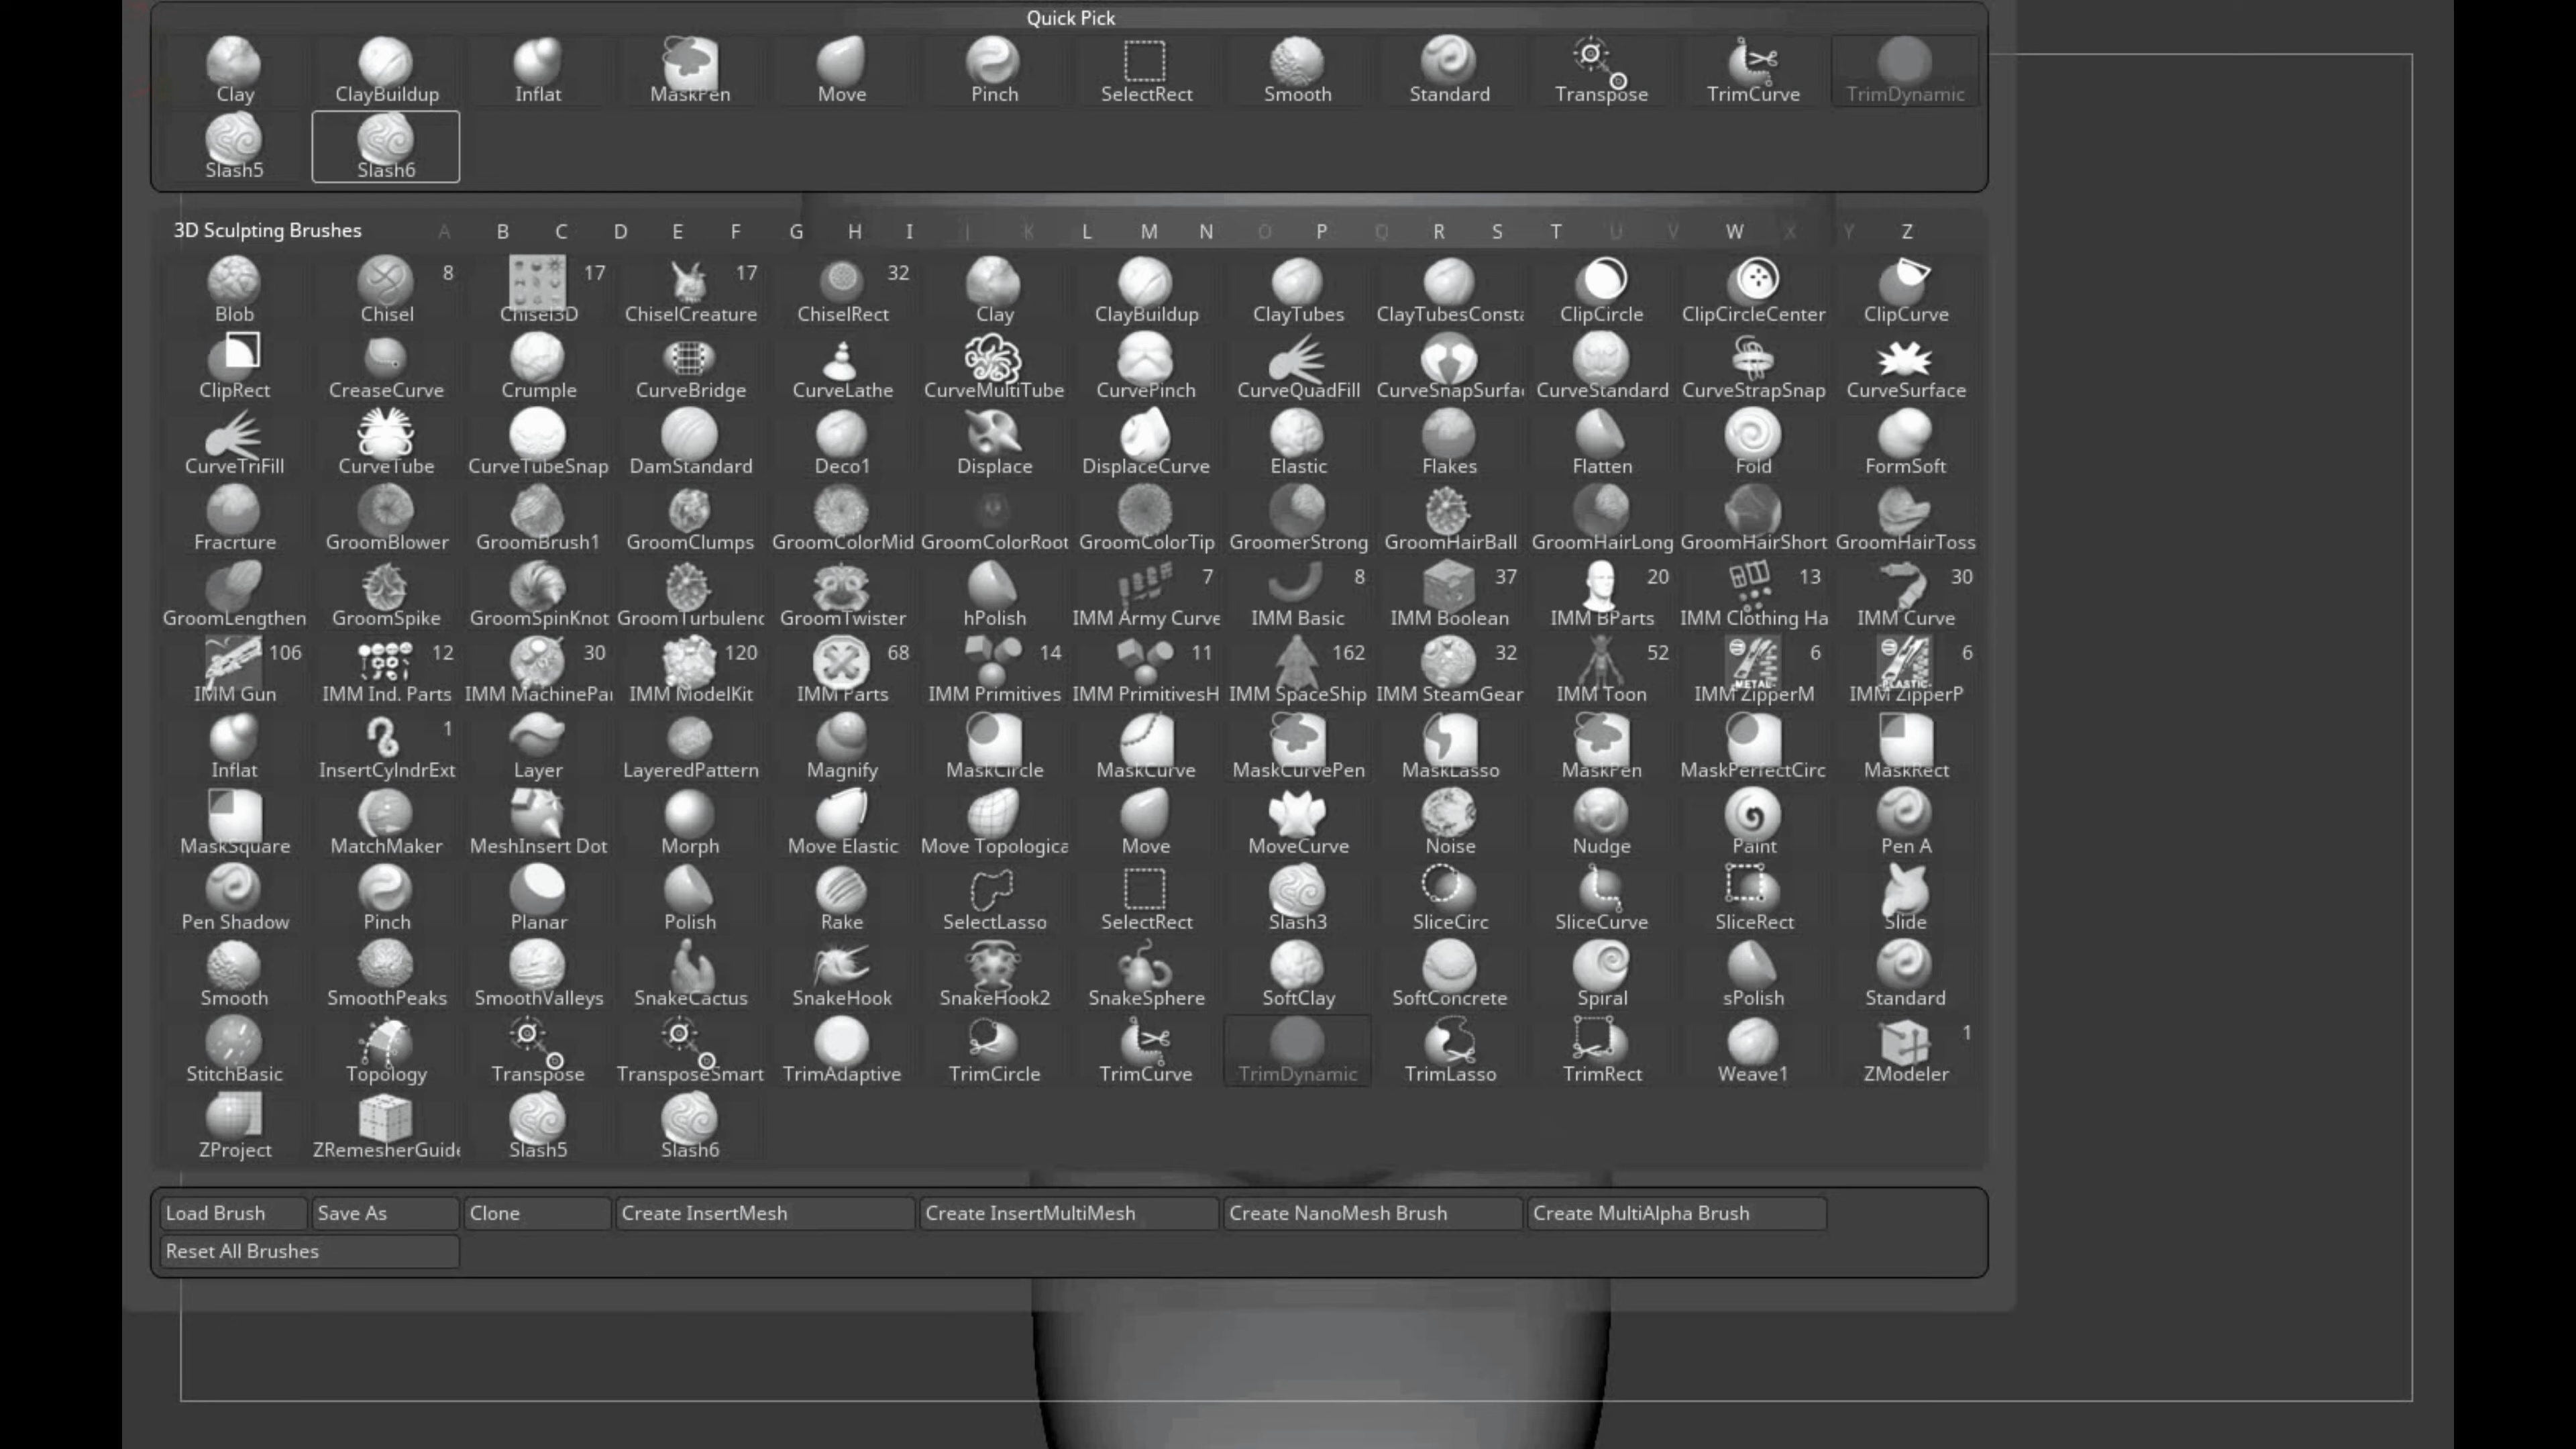 Quick Pick
Clay ClayBuildup Inflat MaskPen Move Pinch SelectRect Smooth Standard Transpose TrimCurve TrimDynamic
Slash5 Slash6
3D Sculpting Brushes A B C D E F G H I J K L M N O P Q R S T U V W X Y Z
8 17 17 32
Blob Chisel Chisel3D ChiselCreature ChiselRect Clay ClayBuildup ClayTubes ClayTubesConsta ClipCircle ClipCircleCenter ClipCurve
ClipRect CreaseCurve Crumple CurveBridge CurveLathe CurveMultiTube CurvePinch CurveQuadFill CurveSnapSurfac CurveStandard CurveStrapSnap CurveSurface
CurveTriFill CurveTube CurveTubeSnap DamStandard Deco1 Displace DisplaceCurve Elastic Flakes Flatten Fold FormSoft
Fracrture GroomBlower GroomBrush1 GroomClumps GroomColorMid GroomColorRoot GroomColorTip GroomerStrong GroomHairBall GroomHairLong GroomHairShort GroomHairToss
7 8 37 20 13 30
GroomLengthen GroomSpike GroomSpinKnot GroomTurbulenc GroomTwister hPolish IMM Army Curve IMM Basic IMM Boolean IMM BParts IMM Clothing Ha IMM Curve
106 12 30 120 68 14 11 162 32 52 6 6
METAL PLASTIC
IMM Gun IMM Ind. Parts IMM MachinePar IMM ModelKit IMM Parts IMM Primitives IMM PrimitivesH IMM SpaceShip IMM SteamGear IMM Toon IMM ZipperM IMM ZipperP
1
Inflat InsertCylndrExt Layer LayeredPattern Magnify MaskCircle MaskCurve MaskCurvePen MaskLasso MaskPen MaskPerfectCirc MaskRect
MaskSquare MatchMaker MeshInsert Dot Morph Move Elastic Move Topologica Move MoveCurve Noise Nudge Paint Pen A
Pen Shadow Pinch Planar Polish Rake SelectLasso SelectRect Slash3 SliceCirc SliceCurve SliceRect Slide
Smooth SmoothPeaks SmoothValleys SnakeCactus SnakeHook SnakeHook2 SnakeSphere SoftClay SoftConcrete Spiral sPolish Standard
1
StitchBasic Topology Transpose TransposeSmart TrimAdaptive TrimCircle TrimCurve TrimDynamic TrimLasso TrimRect Weave1 ZModeler
ZProject ZRemesherGuide Slash5 Slash6
Load Brush Save As Clone Create InsertMesh Create InsertMultiMesh Create NanoMesh Brush Create MultiAlpha Brush
Reset All Brushes